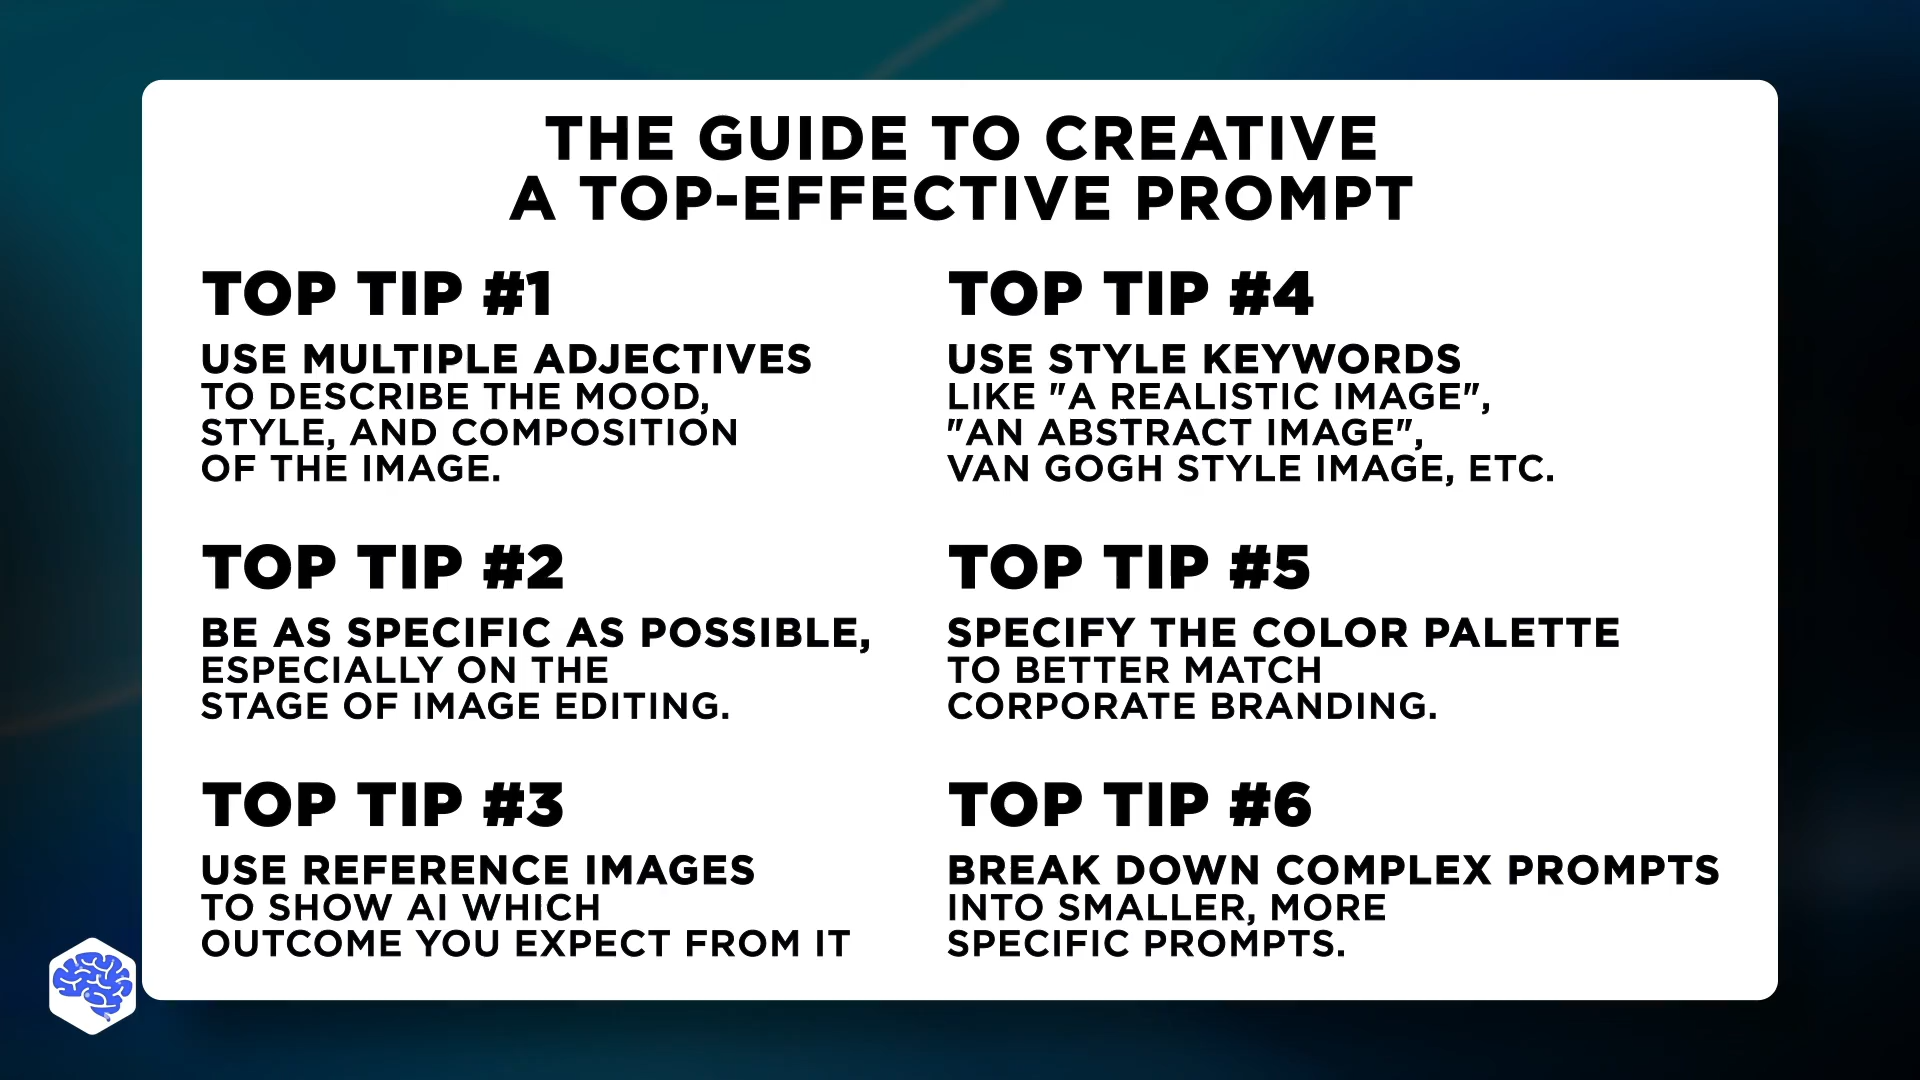 THE GUIDE TO CREATIVE
A TOP-EFFECTIVE PROMPT
TOP TIP #1
USE MULTIPLE ADJECTIVES
TO DESCRIBE THE MOOD,
STYLE, AND COMPOSITION
OF THE IMAGE.
TOP TIP #2
BE AS SPECIFIC AS POSSIBLE,
ESPECIALLY ON THE
STAGE OF IMAGE EDITING.
TOP TIP #3
USE REFERENCE IMAGES
TO SHOW AI WHICH
OUTCOME YOU EXPECT FROM IT
TOP TIP #4
USE STYLE KEYWORDS
LIKE "A REALISTIC IMAGE",
"AN ABSTRACT IMAGE",
VAN GOGH STYLE IMAGE, ETC.
TOP TIP #5
SPECIFY THE COLOR PALETTE
TO BETTER MATCH
CORPORATE BRANDING.
TOP TIP #6
BREAK DOWN COMPLEX PROMPTS
INTO SMALLER, MORE
SPECIFIC PROMPTS.